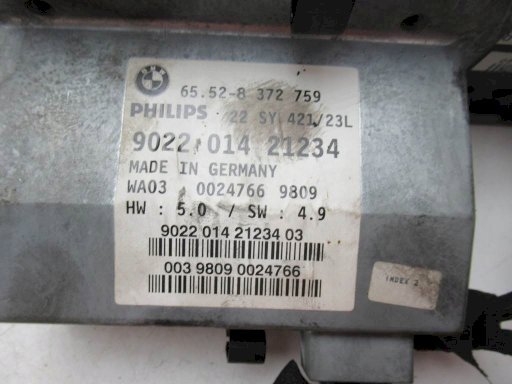 BMW
65.52-8 372 759
PHILIPS 22 SY 421/23L
9022 014 21234
MADE IN GERMANY
WA03 0024766 9809
HW : 5.0 / SW : 4.9
9022 014 21234 03
003 9809 0024766
INDEX 2